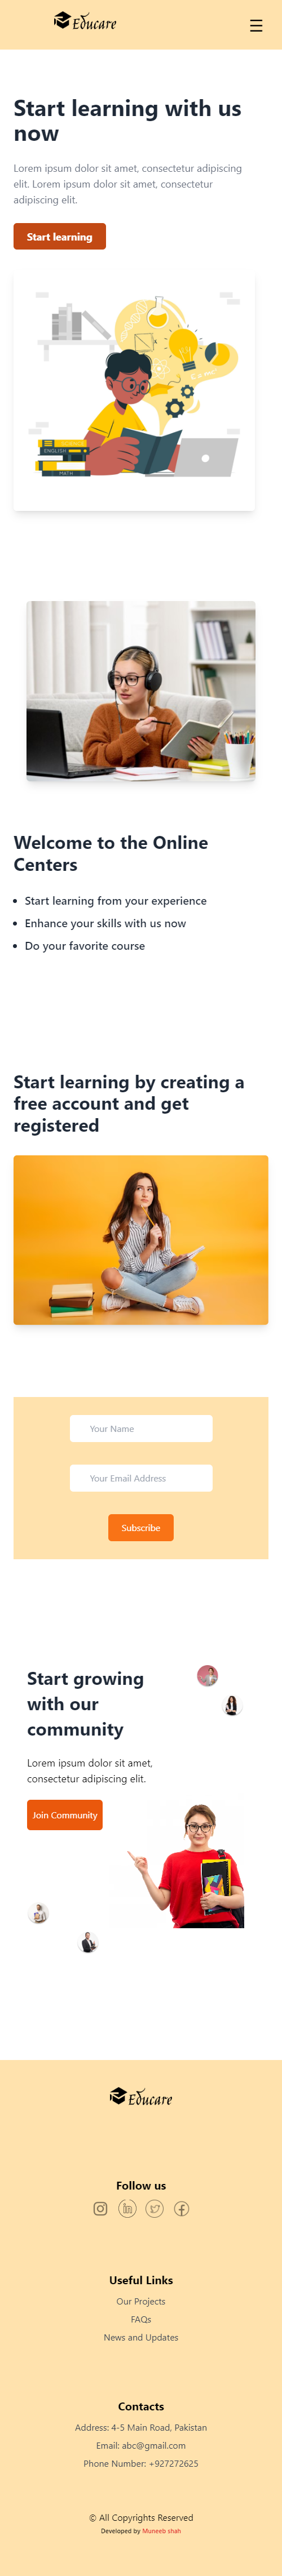 Educare
☰
Start learning with us
now
Lorem ipsum dolor sit amet, consectetur adipiscing
elit. Lorem ipsum dolor sit amet, consectetur
adipiscing elit.
Start learning
SCIENCE
ENGLISH
MATH
Welcome to the Online
Centers
• Start learning from your experience
• Enhance your skills with us now
• Do your favorite course
Start learning by creating a
free account and get
registered
Your Name
Your Email Address
Subscribe
Start growing
with our
community
Lorem ipsum dolor sit amet,
consectetur adipiscing elit.
Join Community
Educare
Follow us
Useful Links
Our Projects
FAQs
News and Updates
Contacts
Address: 4-5 Main Road, Pakistan
Email: abc@gmail.com
Phone Number: +927272625
© All Copyrights Reserved
Developed by Muneeb shah